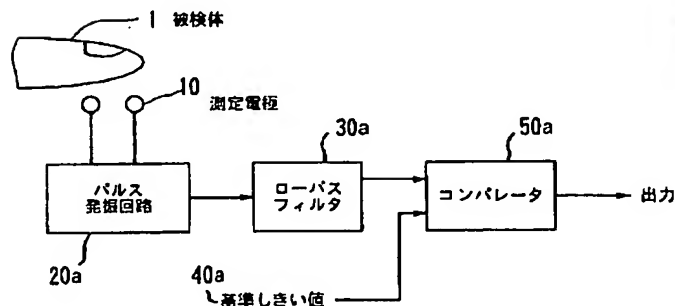 1 被検体
10 測定電極
30a
50a
パルス
発振回路
ローパス
フィルタ
コンパレータ
出力
20a
40a
基準しきい値